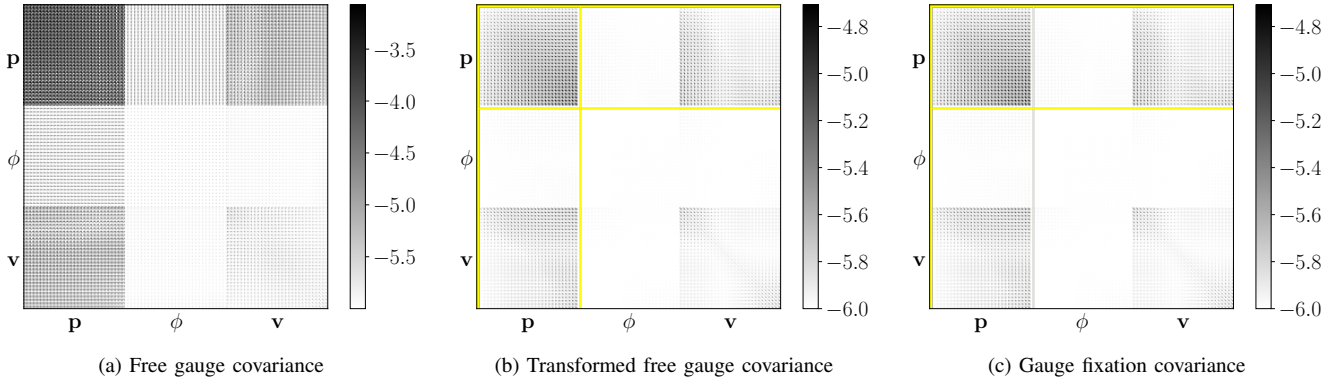 p
ϕ
v
p
ϕ
v
−3.5
−4.0
−4.5
−5.0
−5.5
(a) Free gauge covariance
p
ϕ
v
p
ϕ
v
−4.8
−5.0
−5.2
−5.4
−5.6
−5.8
−6.0
(b) Transformed free gauge covariance
p
ϕ
v
p
ϕ
v
−4.8
−5.0
−5.2
−5.4
−5.6
−5.8
−6.0
(c) Gauge fixation covariance